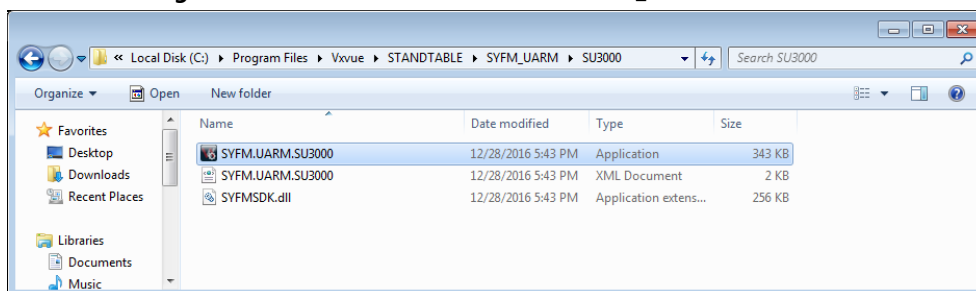 « Local Disk (C:) ▸ Program Files ▸ Vxvue ▸ STANDTABLE ▸ SYFM_UARM ▸ SU3000 Search SU3000
Organize Open New folder
Name Date modified Type Size
Favorites
Desktop SYFM.UARM.SU3000 12/28/2016 5:43 PM Application 343 KB
Downloads SYFM.UARM.SU3000 12/28/2016 5:43 PM XML Document 2 KB
Recent Places SYFMSDK.dll 12/28/2016 5:43 PM Application extens... 256 KB
Libraries
Documents
Music